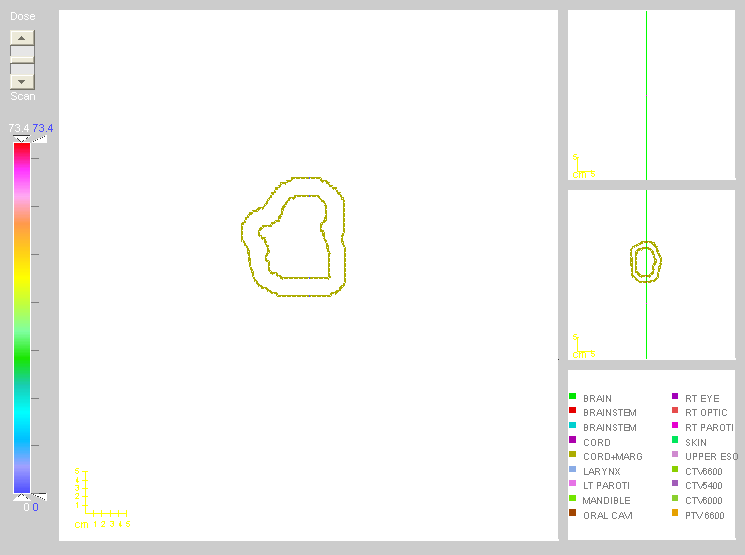 Dose
Scan
73.4 73.4
0 0
5
4
3
2
1
cm 1 2 3 4 5
5
cm 5
5
cm 5
BRAIN RT EYE
BRAINSTEM RT OPTIC
BRAINSTEM RT PAROTI
CORD SKIN
CORD+MARG UPPER ESO
LARYNX CTV6600
LT PAROTI CTV5400
MANDIBLE CTV6000
ORAL CAVI PTV6600